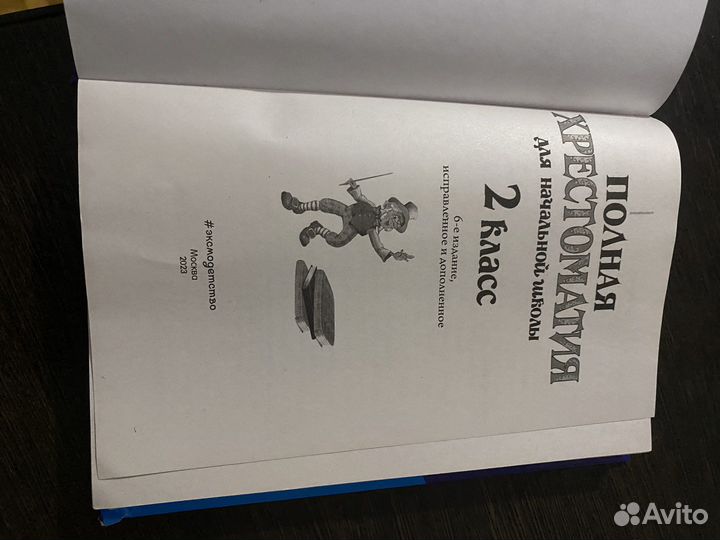 ПОЛНАЯ
ХРЕСТОМАТИЯ
для начальной школы
2 класс
6-е издание,
исправленное и дополненное
#эксмодетство
Москва
2023
Avito